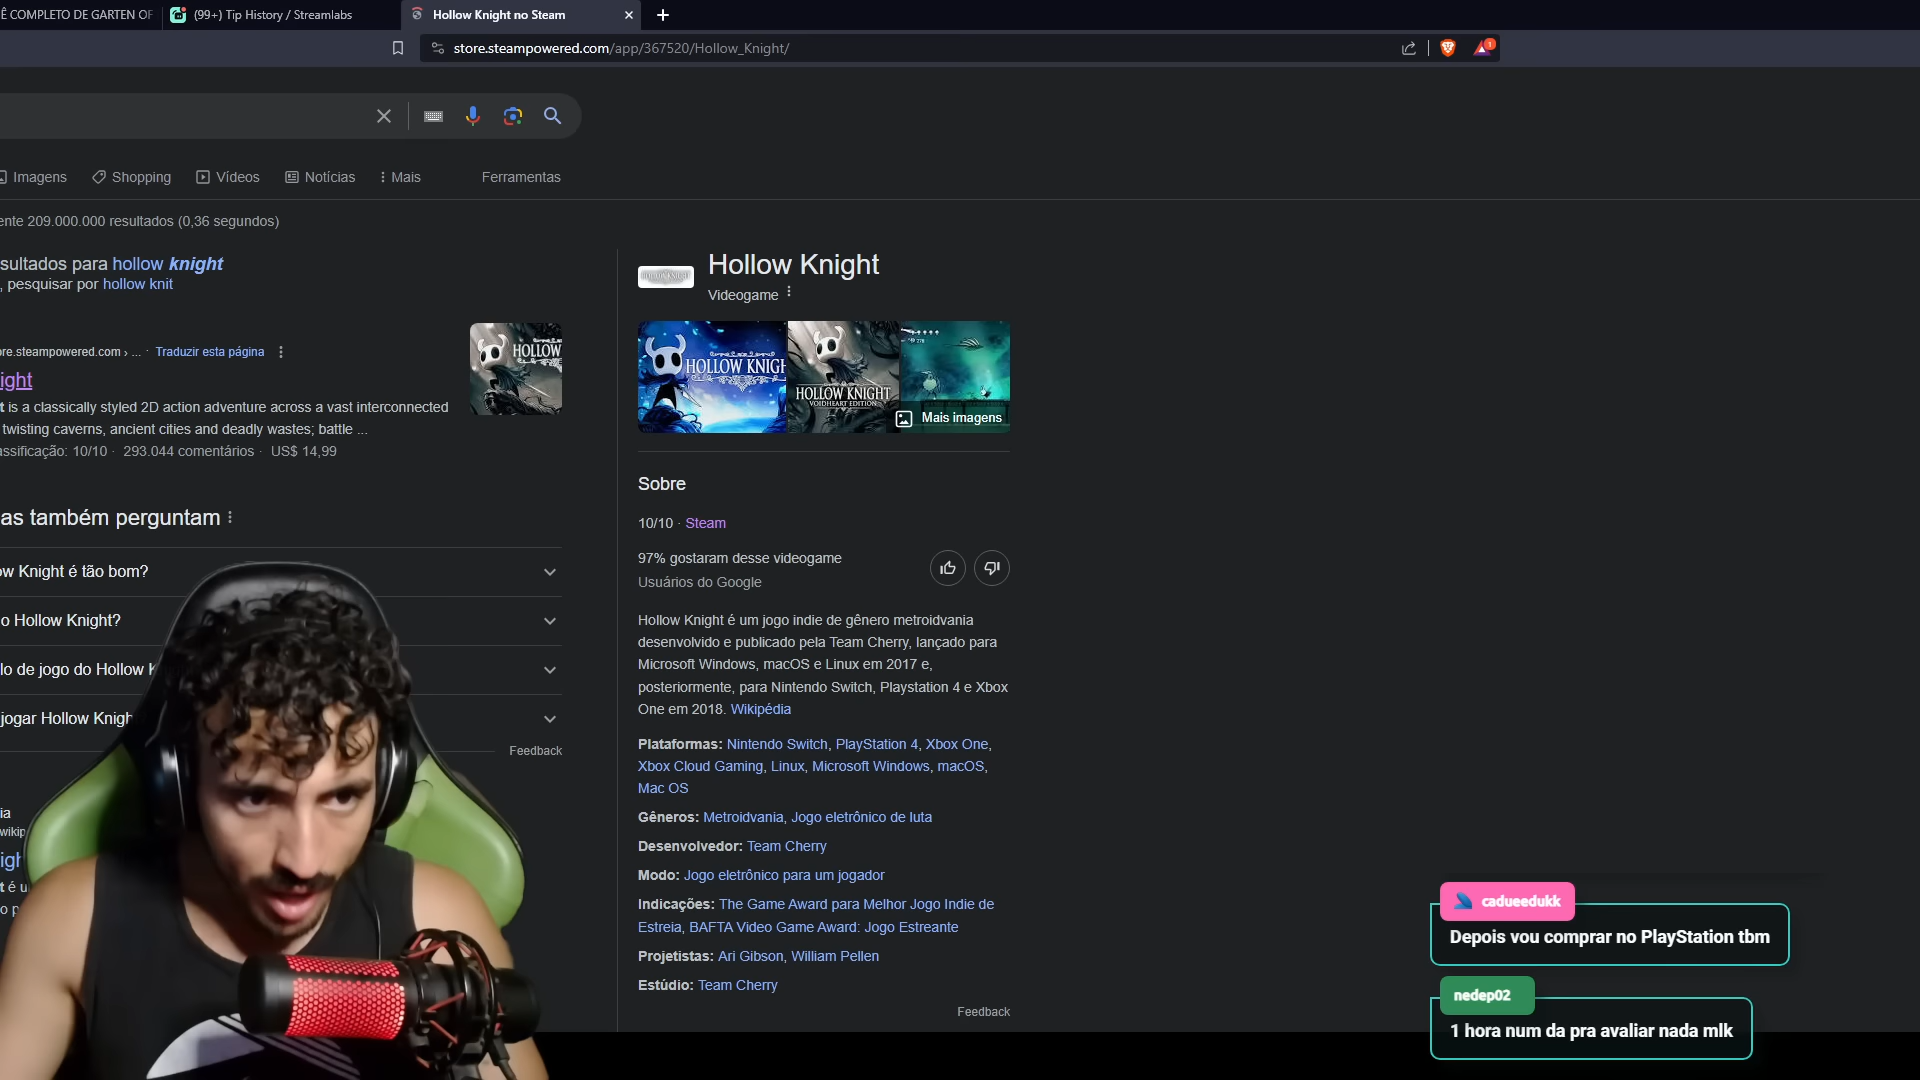 Ê COMPLETO DE GARTEN OF
(99+) Tip History / Streamlabs
Hollow Knight no Steam
store.steampowered.com/app/367520/Hollow_Knight/
Imagens
Shopping
Vídeos
Notícias
Mais
Ferramentas
ente 209.000.000 resultados (0,36 segundos)
sultados para hollow knight
, pesquisar por hollow knit
ore.steampowered.com › ... · Traduzir esta página
ight
t is a classically styled 2D action adventure across a vast interconnected
twisting caverns, ancient cities and deadly wastes; battle ...
assificação: 10/10 · 293.044 comentários · US$ 14,99
HOLLOW
as também perguntam
ow Knight é tão bom?
o Hollow Knight?
lo de jogo do Hollow K
jogar Hollow Knigh
Feedback
ia
wikip
igh
t é u
o p
Hollow Knight
Videogame
HOLLOW KNIGH
HOLLOW KNIGHT
VOIDHEART EDITION
Mais imagens
Sobre
10/10 · Steam
97% gostaram desse videogame
Usuários do Google
Hollow Knight é um jogo indie de gênero metroidvania
desenvolvido e publicado pela Team Cherry, lançado para
Microsoft Windows, macOS e Linux em 2017 e,
posteriormente, para Nintendo Switch, Playstation 4 e Xbox
One em 2018. Wikipédia
Plataformas: Nintendo Switch, PlayStation 4, Xbox One,
Xbox Cloud Gaming, Linux, Microsoft Windows, macOS,
Mac OS
Gêneros: Metroidvania, Jogo eletrônico de luta
Desenvolvedor: Team Cherry
Modo: Jogo eletrônico para um jogador
Indicações: The Game Award para Melhor Jogo Indie de
Estreia, BAFTA Video Game Award: Jogo Estreante
Projetistas: Ari Gibson, William Pellen
Estúdio: Team Cherry
Feedback
cadueedukk
Depois vou comprar no PlayStation tbm
nedep02
1 hora num da pra avaliar nada mlk